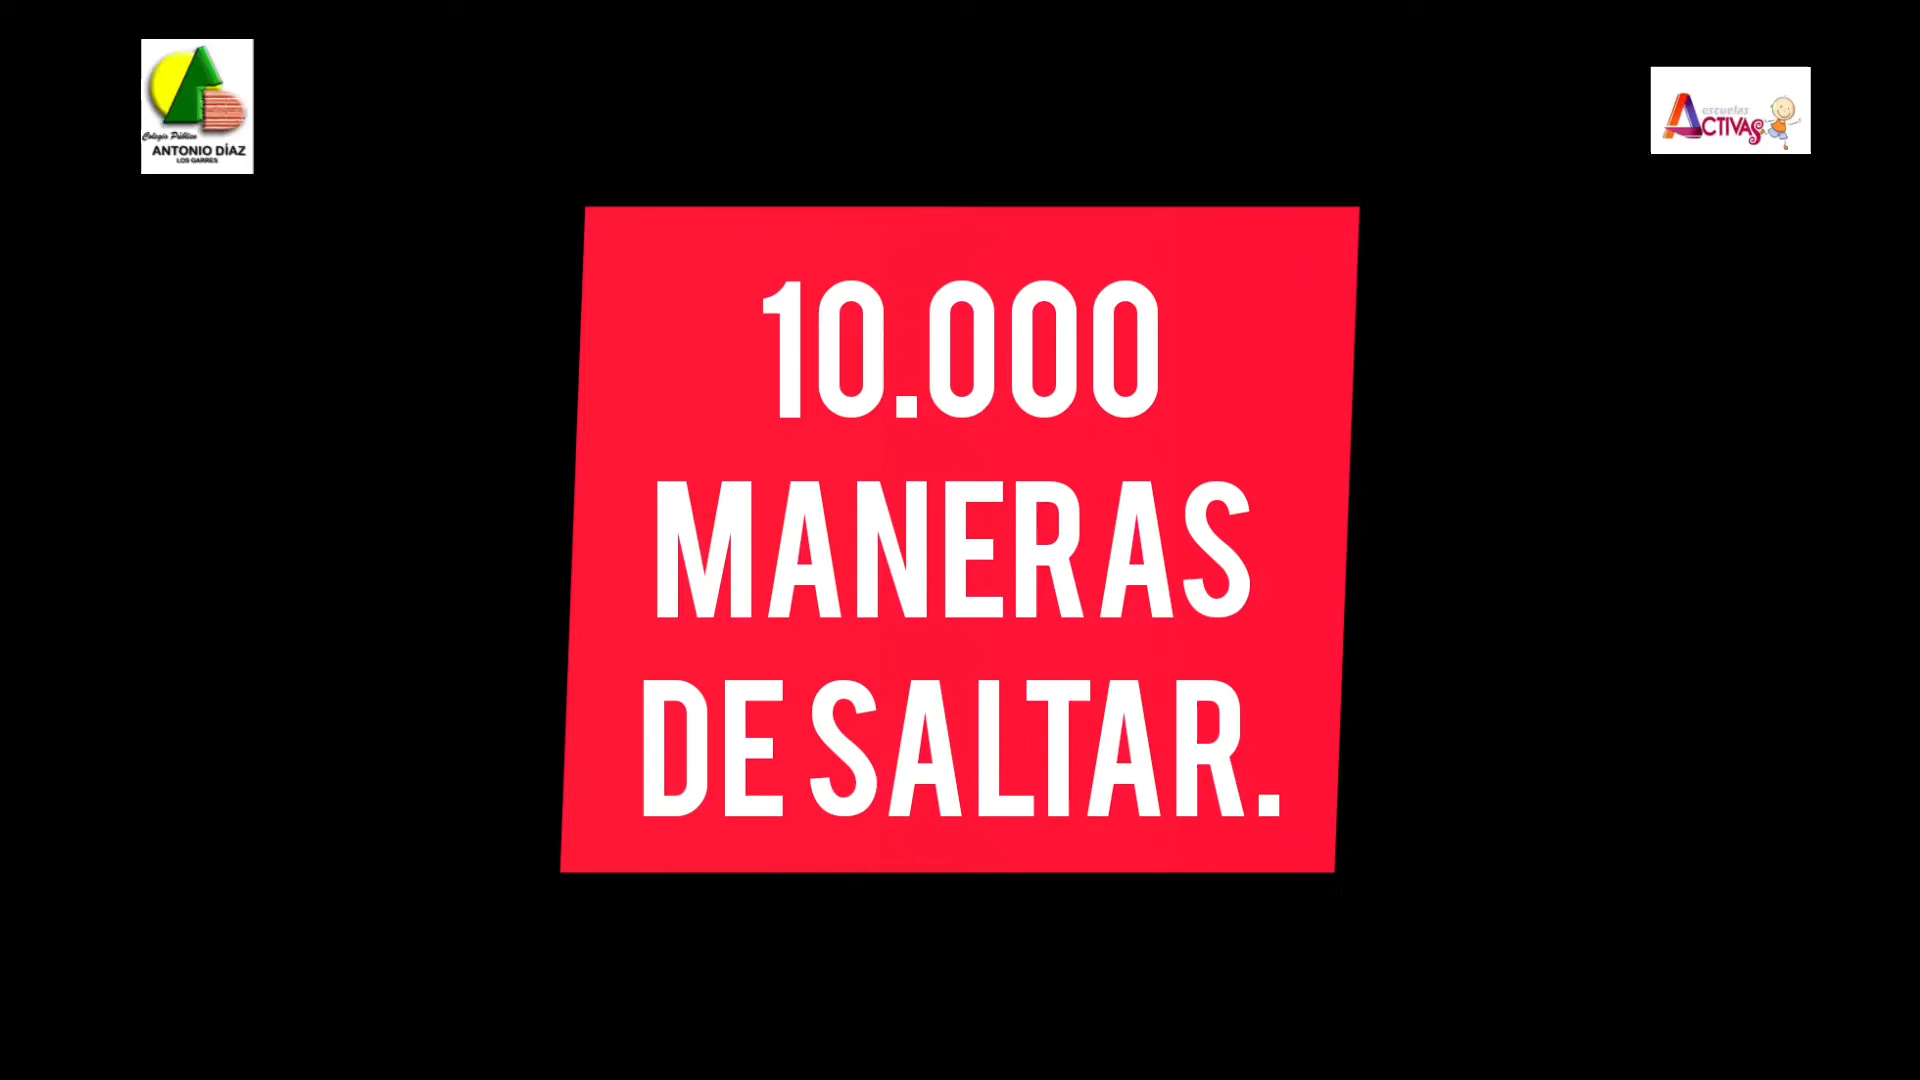 Colegio Público
ANTONIO DÍAZ
LOS GARRES
escuelas
ACTIVAS
10.000
MANERAS
DE SALTAR.